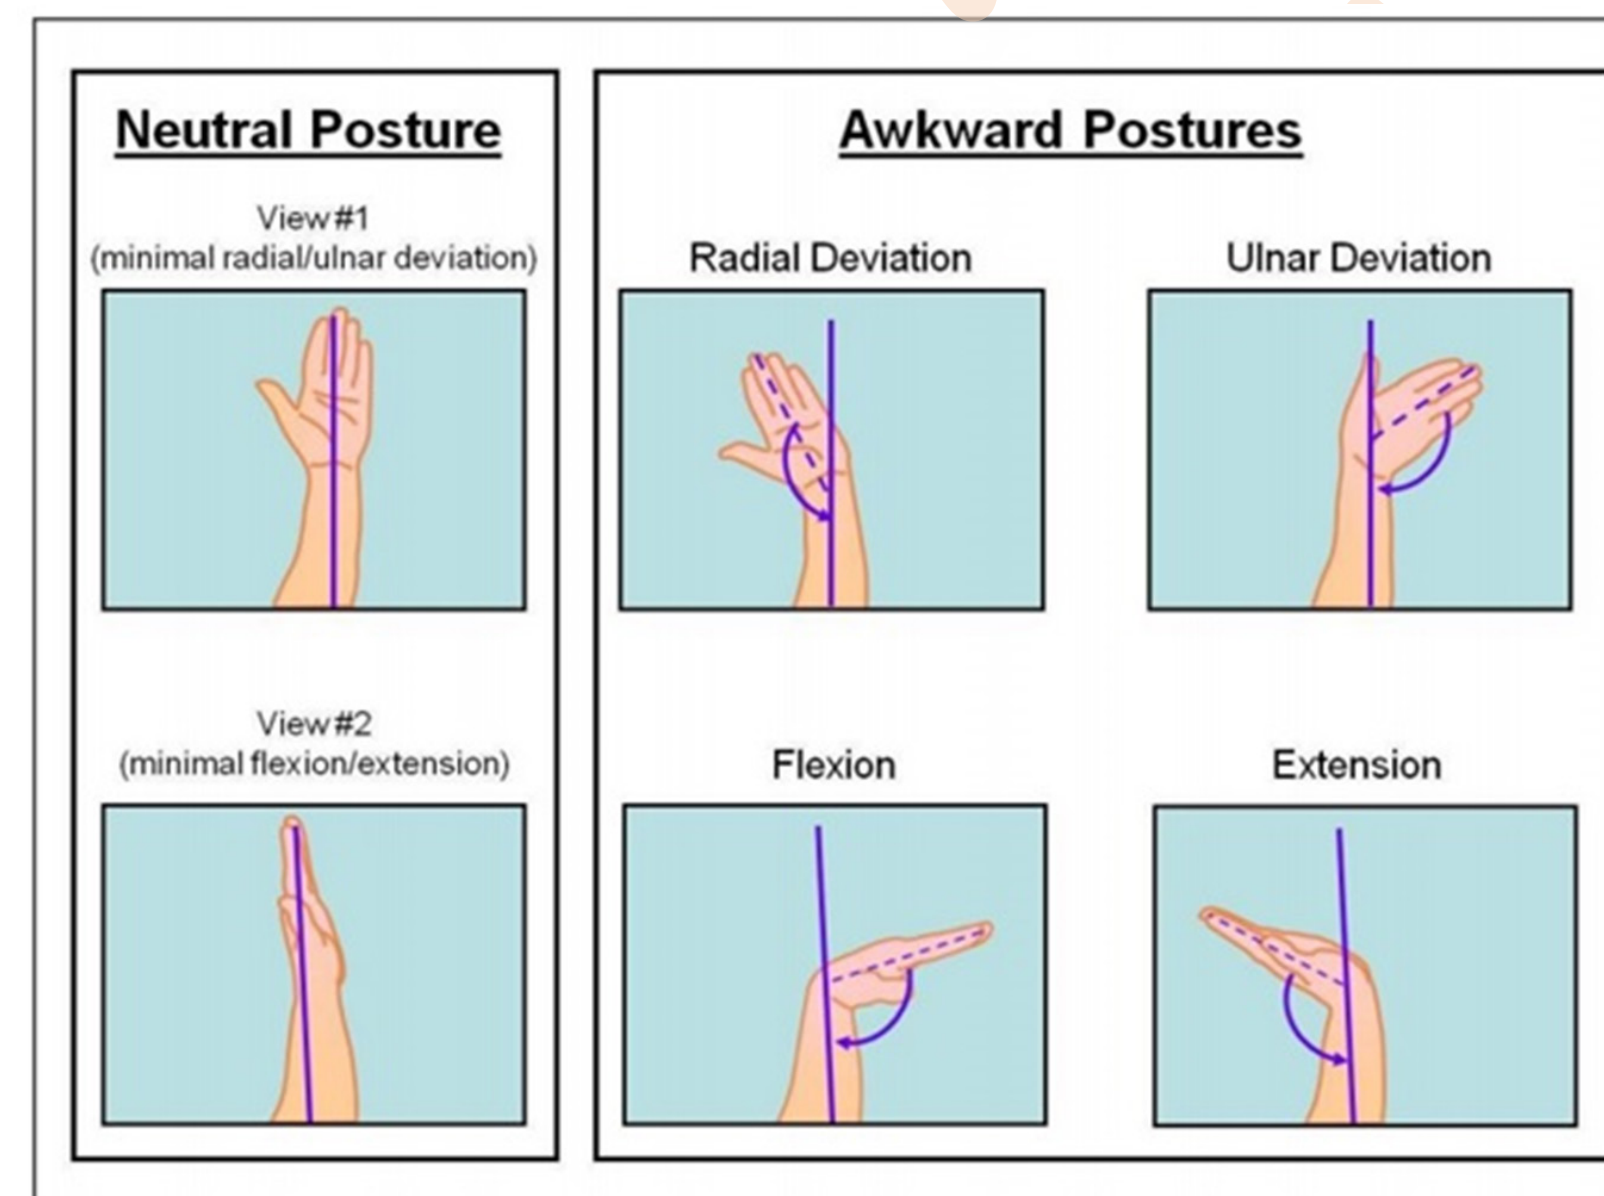 Neutral Posture
View #1
(minimal radial/ulnar deviation)
View #2
(minimal flexion/extension)
Awkward Postures
Radial Deviation
Ulnar Deviation
Flexion
Extension